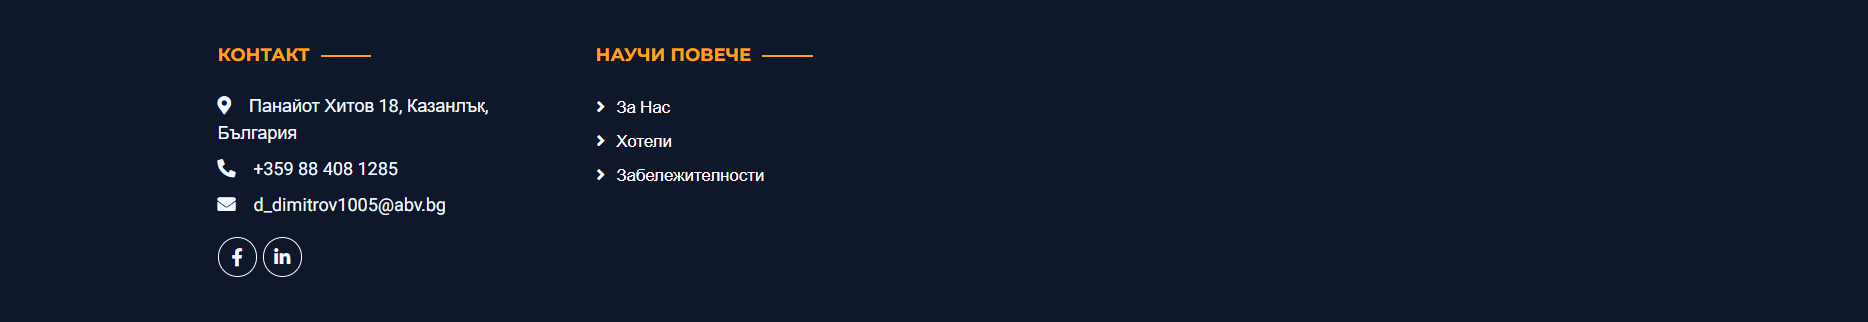 КОНТАКТ
Панайот Хитов 18, Казанлък,
България
+359 88 408 1285
d_dimitrov1005@abv.bg
НАУЧИ ПОВЕЧЕ
За Нас
Хотели
Забележителности